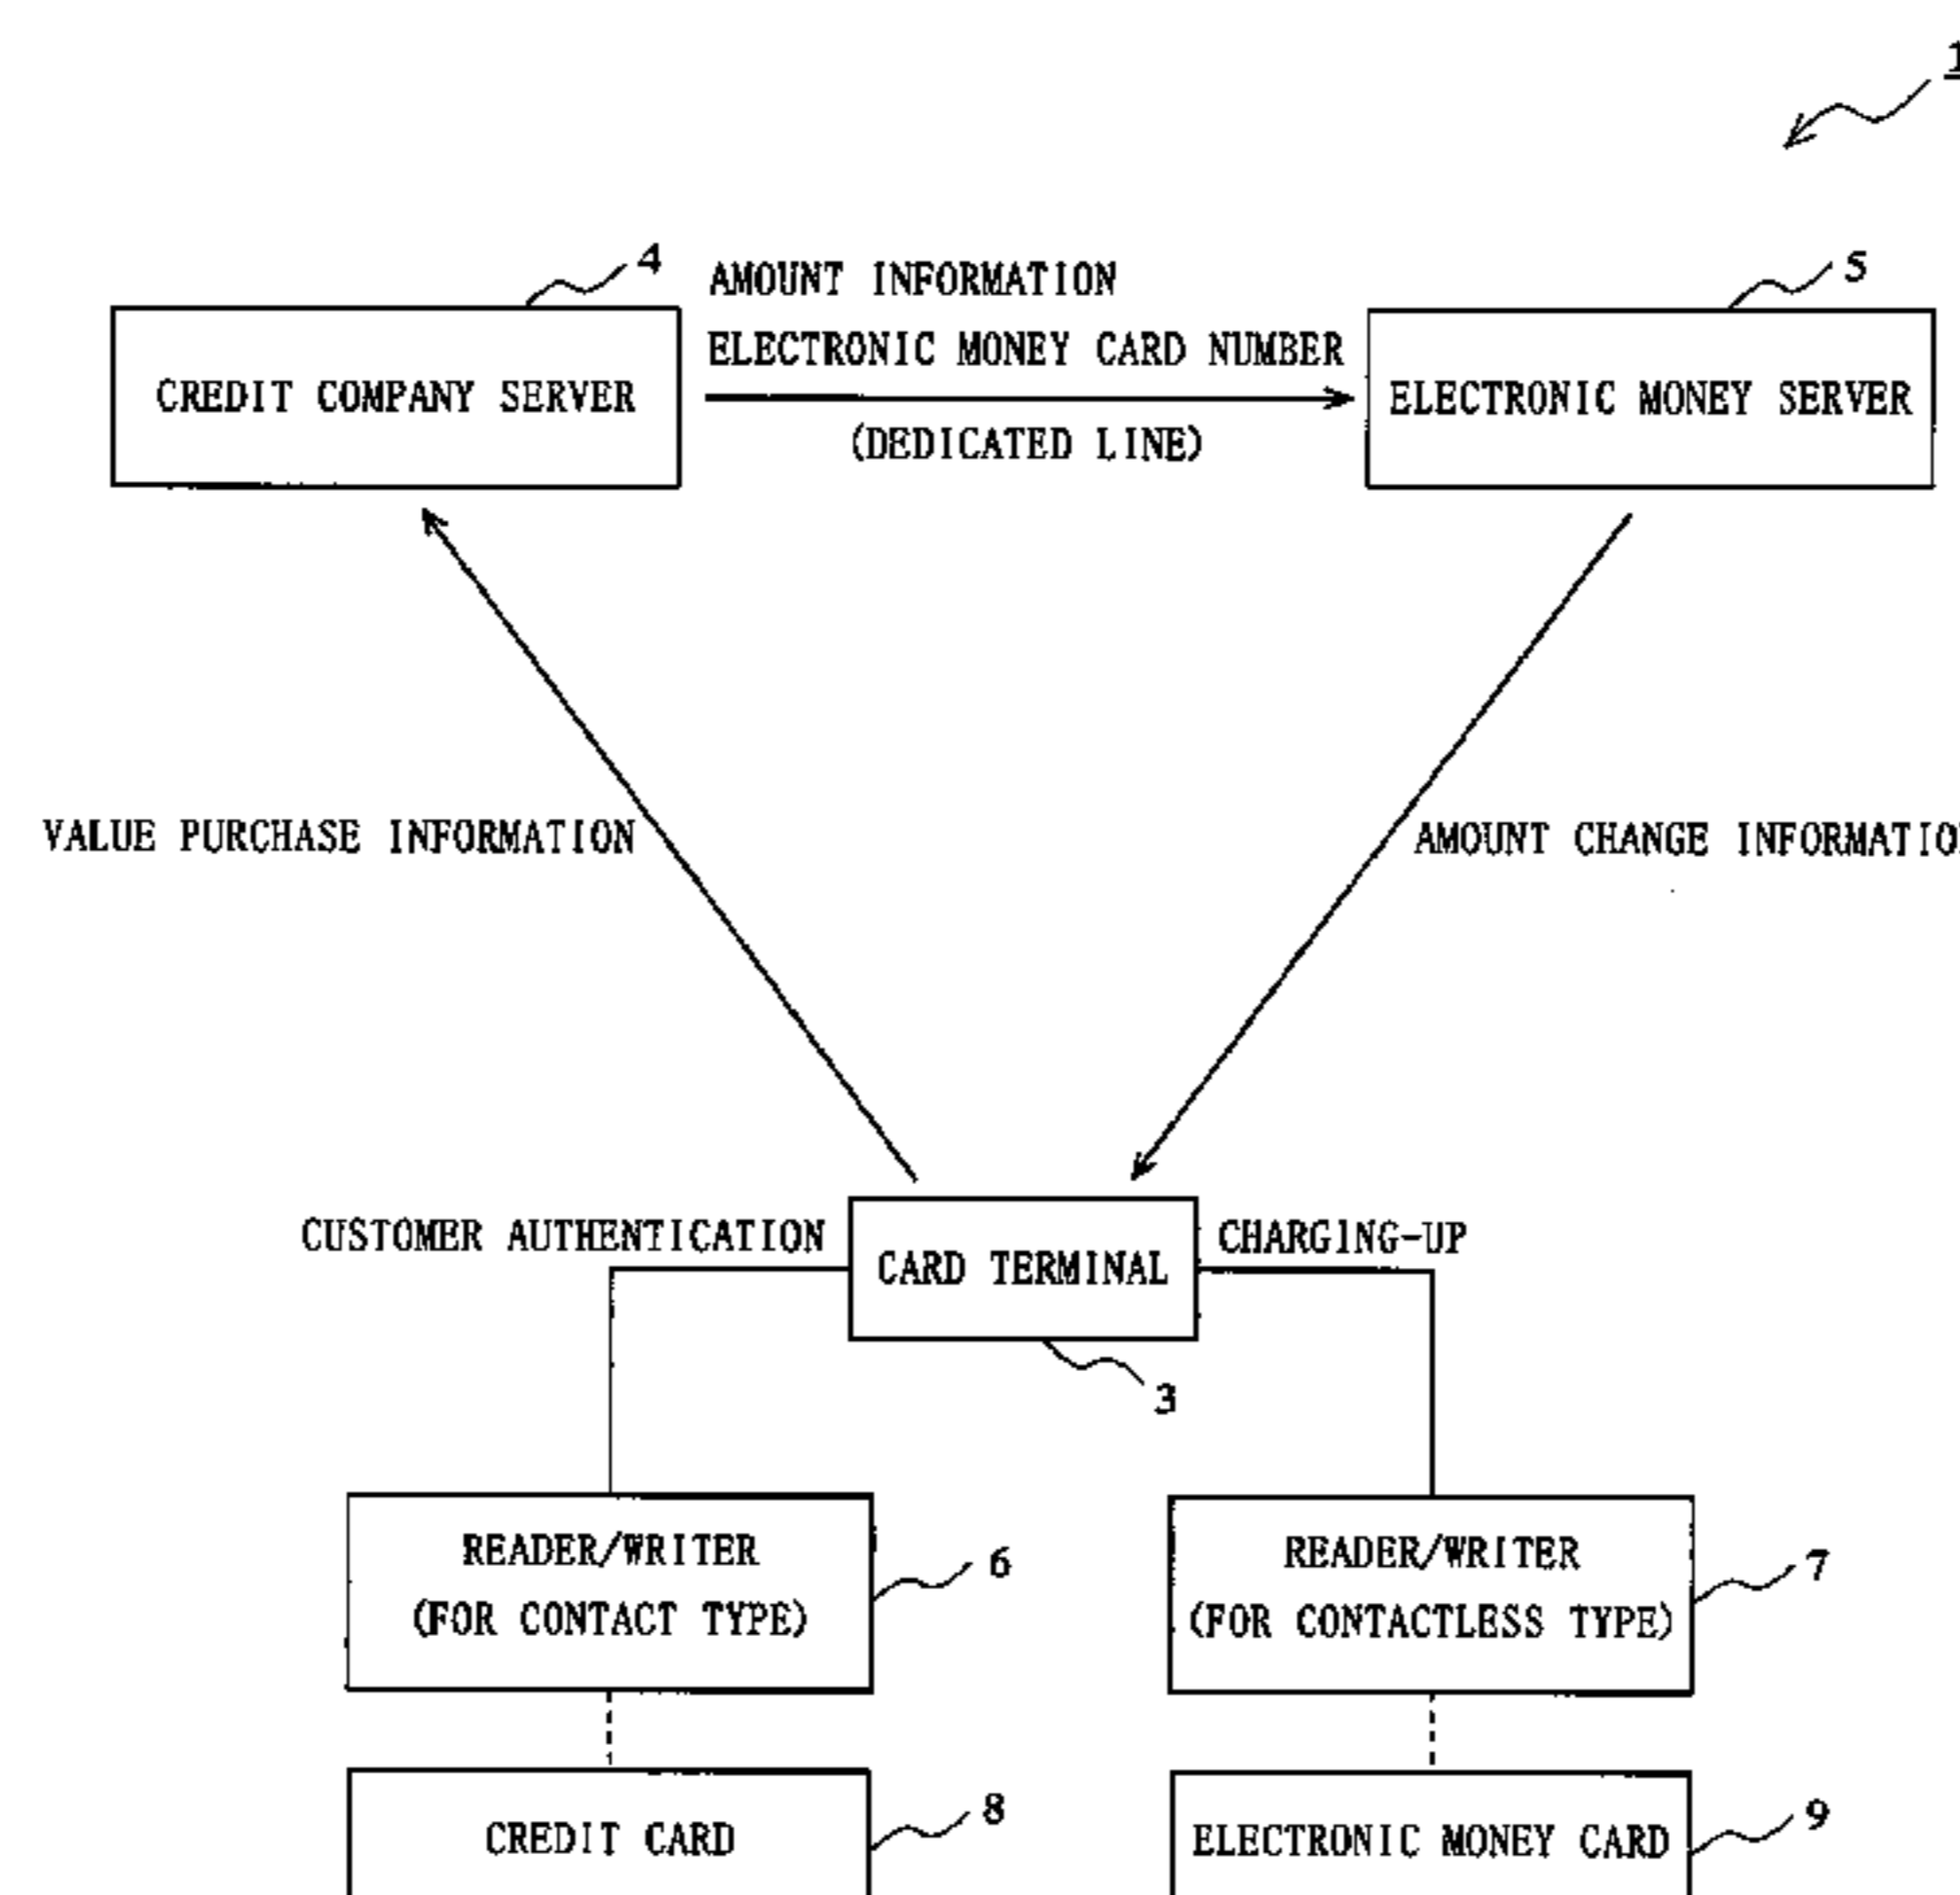 1
4
AMOUNT INFORMATION
5
ELECTRONIC MONEY CARD NUMBER
CREDIT COMPANY SERVER
ELECTRONIC MONEY SERVER
(DEDICATED LINE)
VALUE PURCHASE INFORMATION
AMOUNT CHANGE INFORMATIO
CUSTOMER AUTHENTICATION
CHARGING-UP
CARD TERMINAL
3
READER/WRITER
(FOR CONTACT TYPE)
6
READER/WRITER
(FOR CONTACTLESS TYPE)
7
CREDIT CARD
8
ELECTRONIC MONEY CARD
9